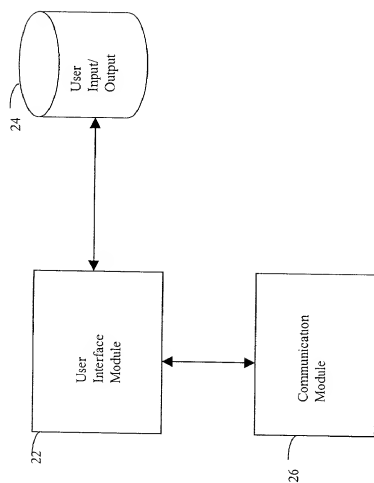 24
User
Input/
Output
22
User
Interface
Module
26
Communication
Module